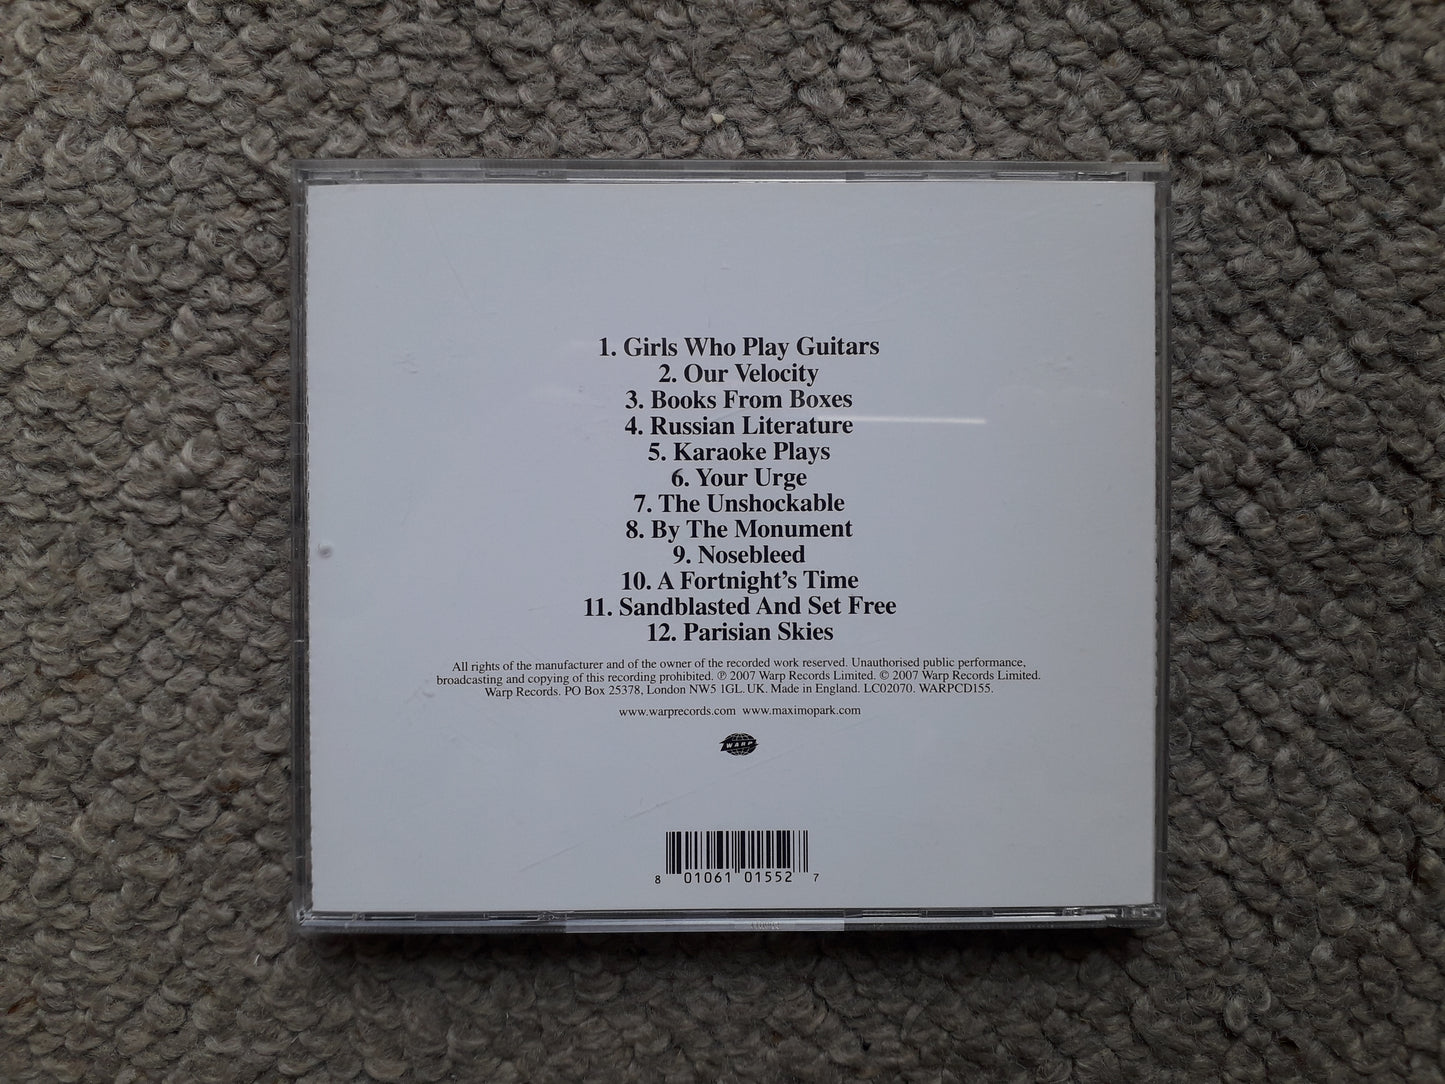 1. Girls Who Play Guitars
2. Our Velocity
3. Books From Boxes
4. Russian Literature
5. Karaoke Plays
6. Your Urge
7. The Unshockable
8. By The Monument
9. Nosebleed
10. A Fortnight's Time
11. Sandblasted And Set Free
12. Parisian Skies
All rights of the manufacturer and of the owner of the recorded work reserved. Unauthorised public performance,
broadcasting and copying of this recording prohibited. ℗ 2007 Warp Records Limited. © 2007 Warp Records Limited.
Warp Records. PO Box 25378, London NW5 1GL. UK. Made in England. LC02070. WARPCD155.
www.warprecords.com www.maximopark.com
WARP
8 01061 01552 7